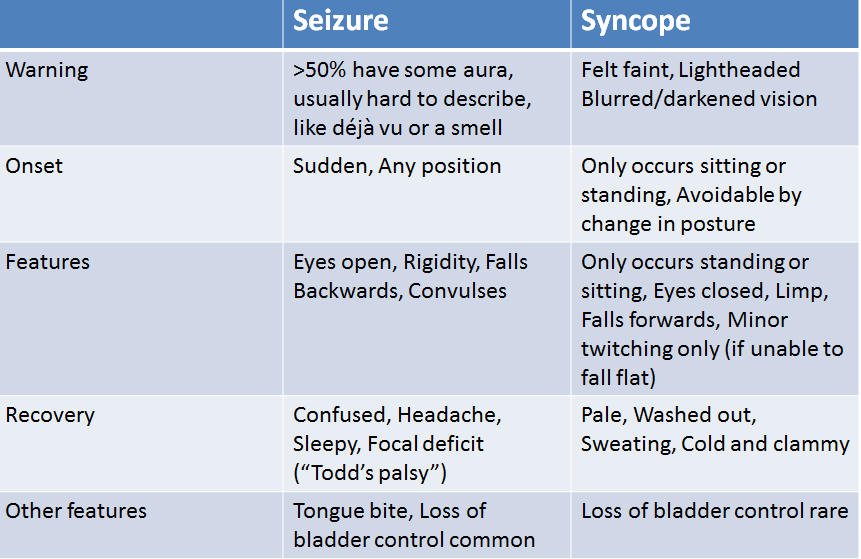 Seizure
Syncope
Warning
>50% have some aura,
usually hard to describe,
like déjà vu or a smell
Felt faint, Lightheaded
Blurred/darkened vision
Onset
Sudden, Any position
Only occurs sitting or
standing, Avoidable by
change in posture
Features
Eyes open, Rigidity, Falls
Backwards, Convulses
Only occurs standing or
sitting, Eyes closed, Limp,
Falls forwards, Minor
twitching only (if unable to
fall flat)
Recovery
Confused, Headache,
Sleepy, Focal deficit
(“Todd’s palsy”)
Pale, Washed out,
Sweating, Cold and clammy
Other features
Tongue bite, Loss of
bladder control common
Loss of bladder control rare